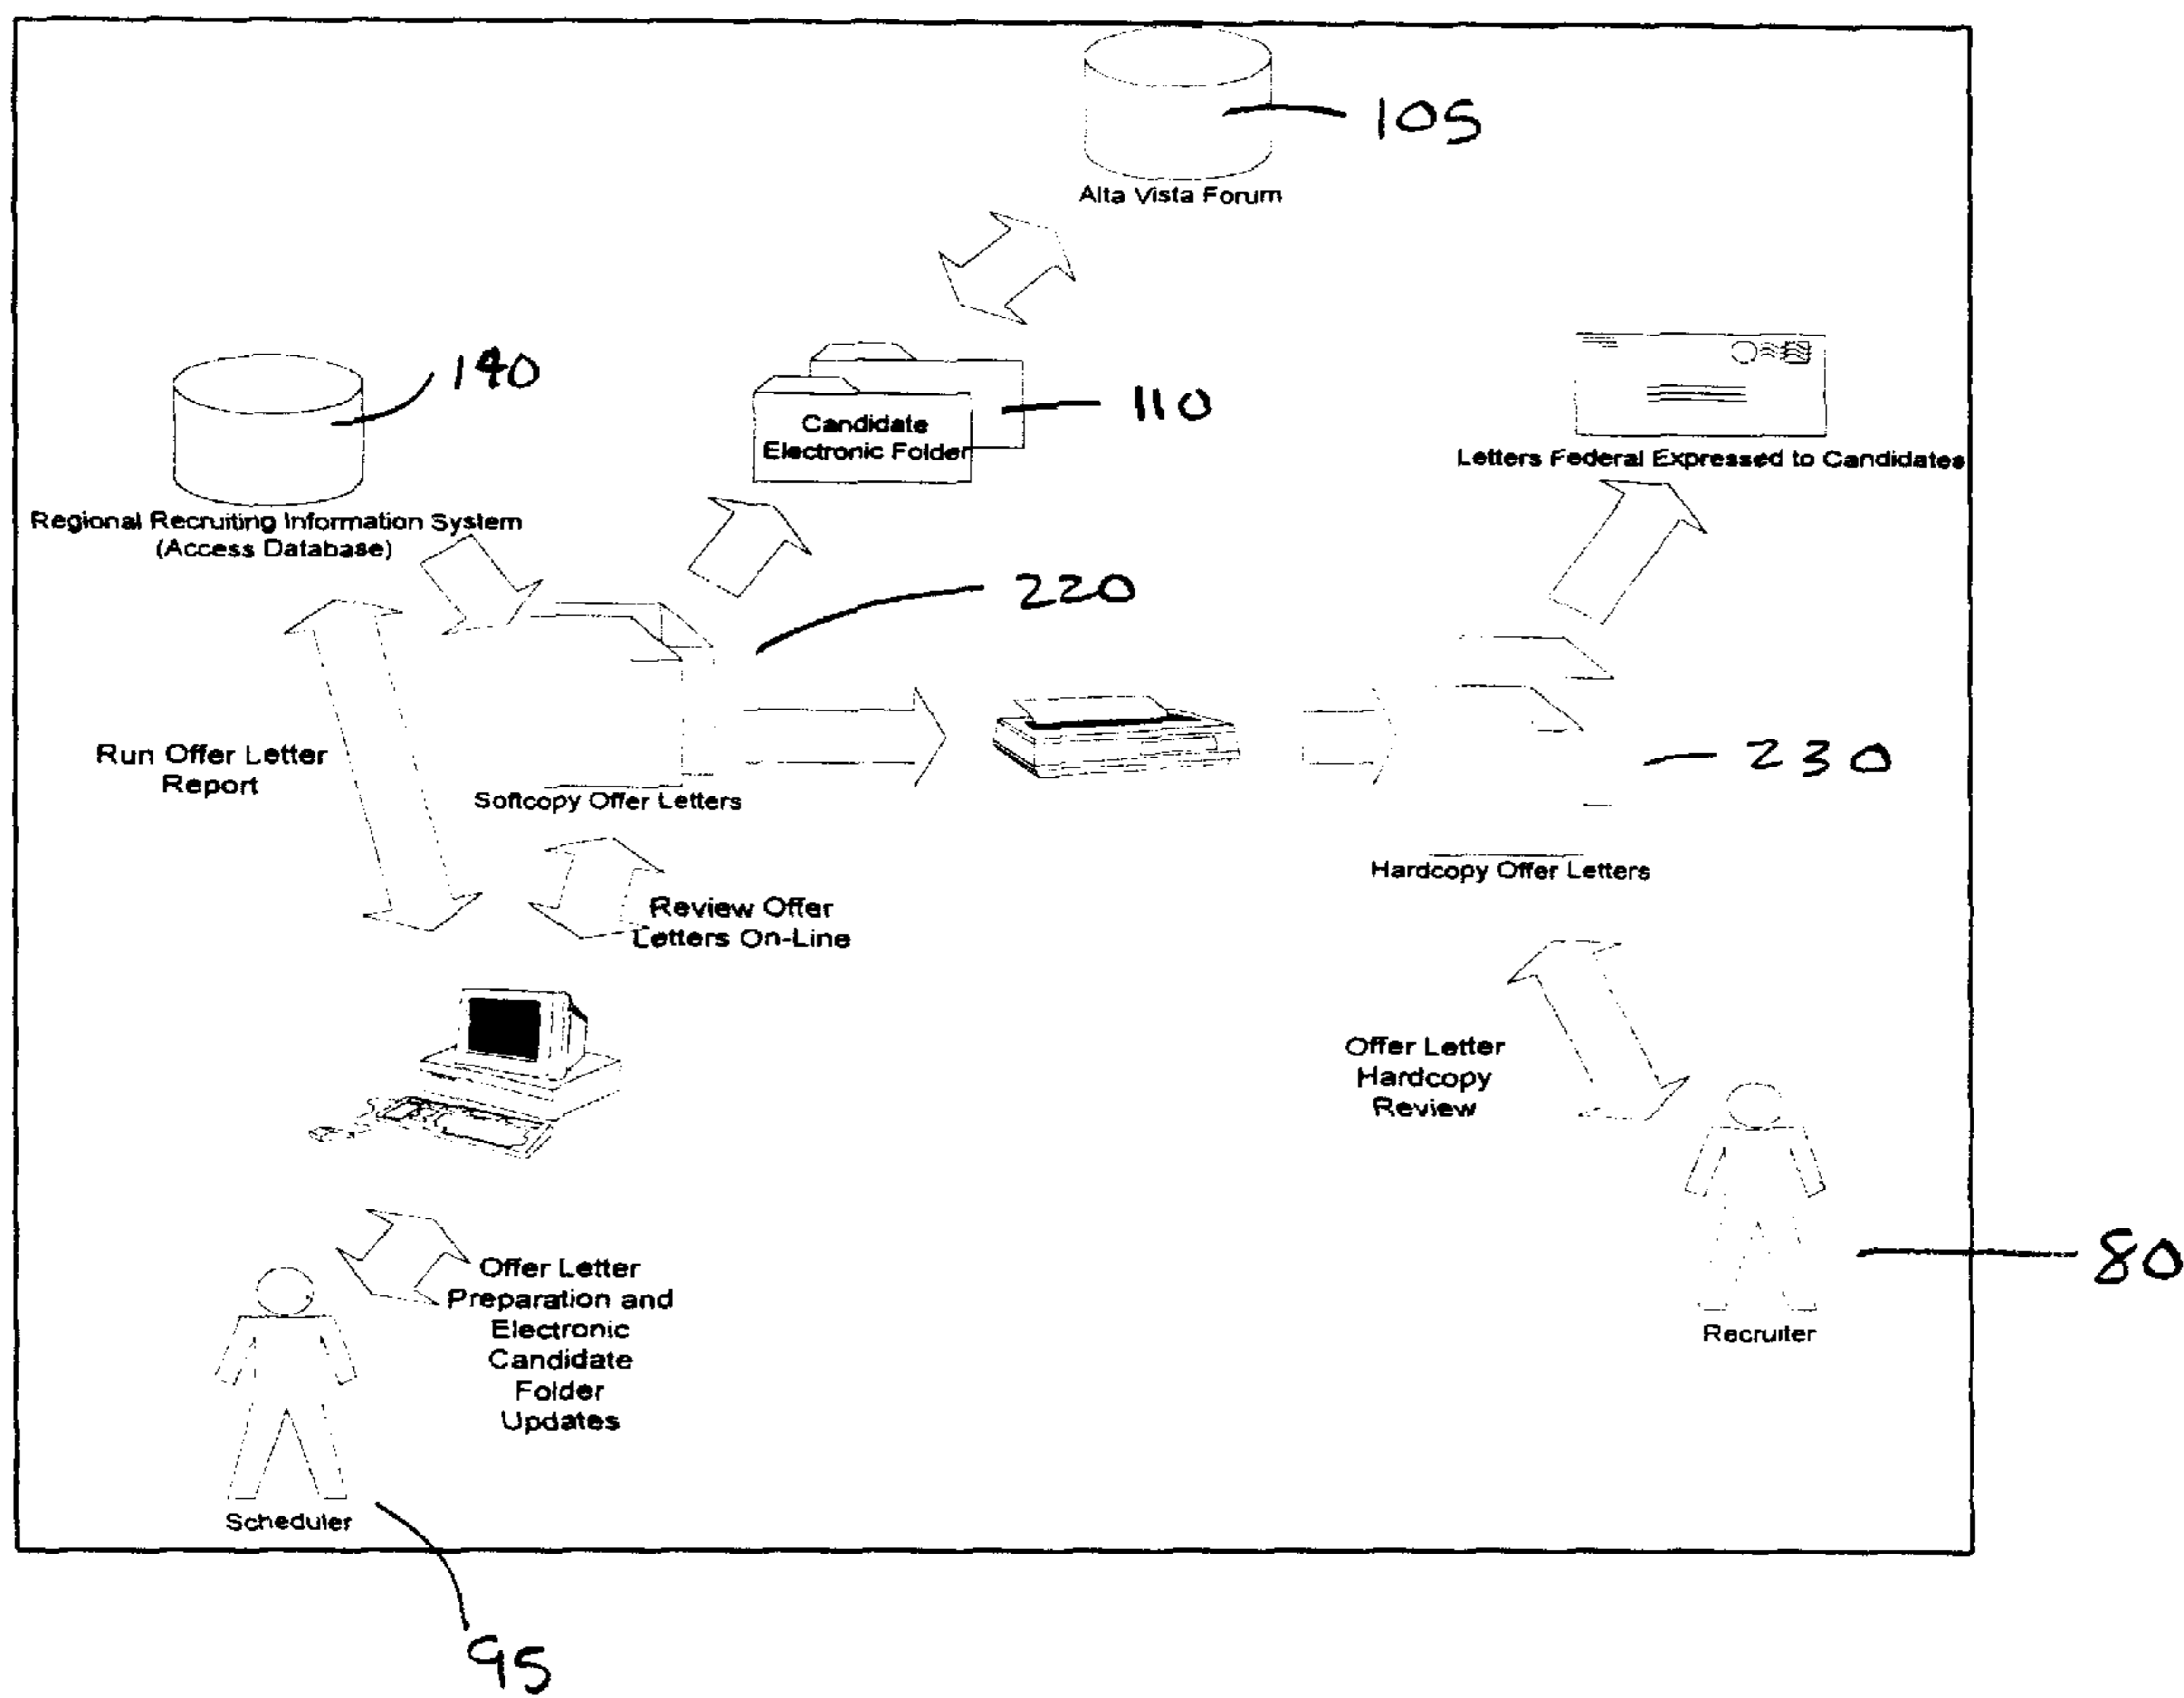 105
Alta Vista Forum
190
110
Candidate
Electronic Folder
Letters Federal Expressed to Candidates
Regional Recruiting Information System
(Access Database)
220
Run Offer Letter
Report
Softcopy Offer Letters
230
Hardcopy Offer Letters
Review Offer
Letters On-Line
Offer Letter
Hardcopy
Review
80
Recruiter
Offer Letter
Preparation and
Electronic
Candidate
Folder
Updates
Scheduler
95